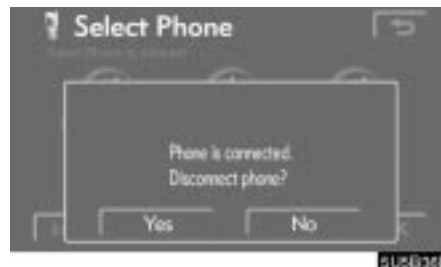 Select Phone
Phone is connected.
Disconnect phone?
Yes
No